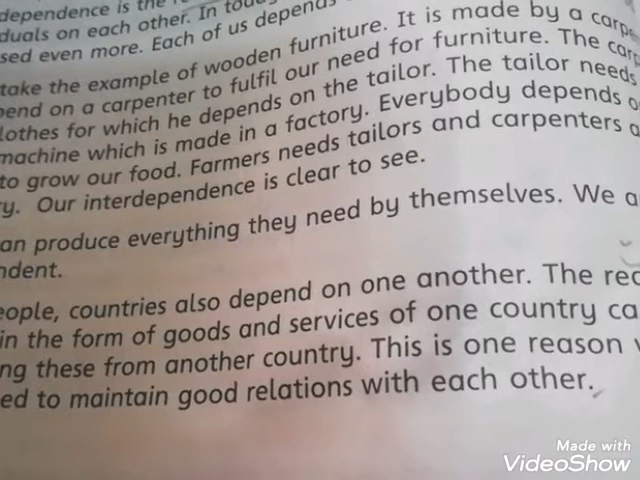 dependence is the
duals on each other. In
sed even more. Each of us depends
take the example of wooden furniture. It is made by a
end on a carpenter to fulfil our need for furniture. The
lothes for which he depends on the tailor. The tailor needs
machine which is made in a factory. Everybody depends
to grow our food. Farmers needs tailors and carpenters
y. Our interdependence is clear to see.
an produce everything they need by themselves. We
ndent.
eople, countries also depend on one another. The
in the form of goods and services of one country
ng these from another country. This is one reason
ed to maintain good relations with each other.
Made with
VideoShow